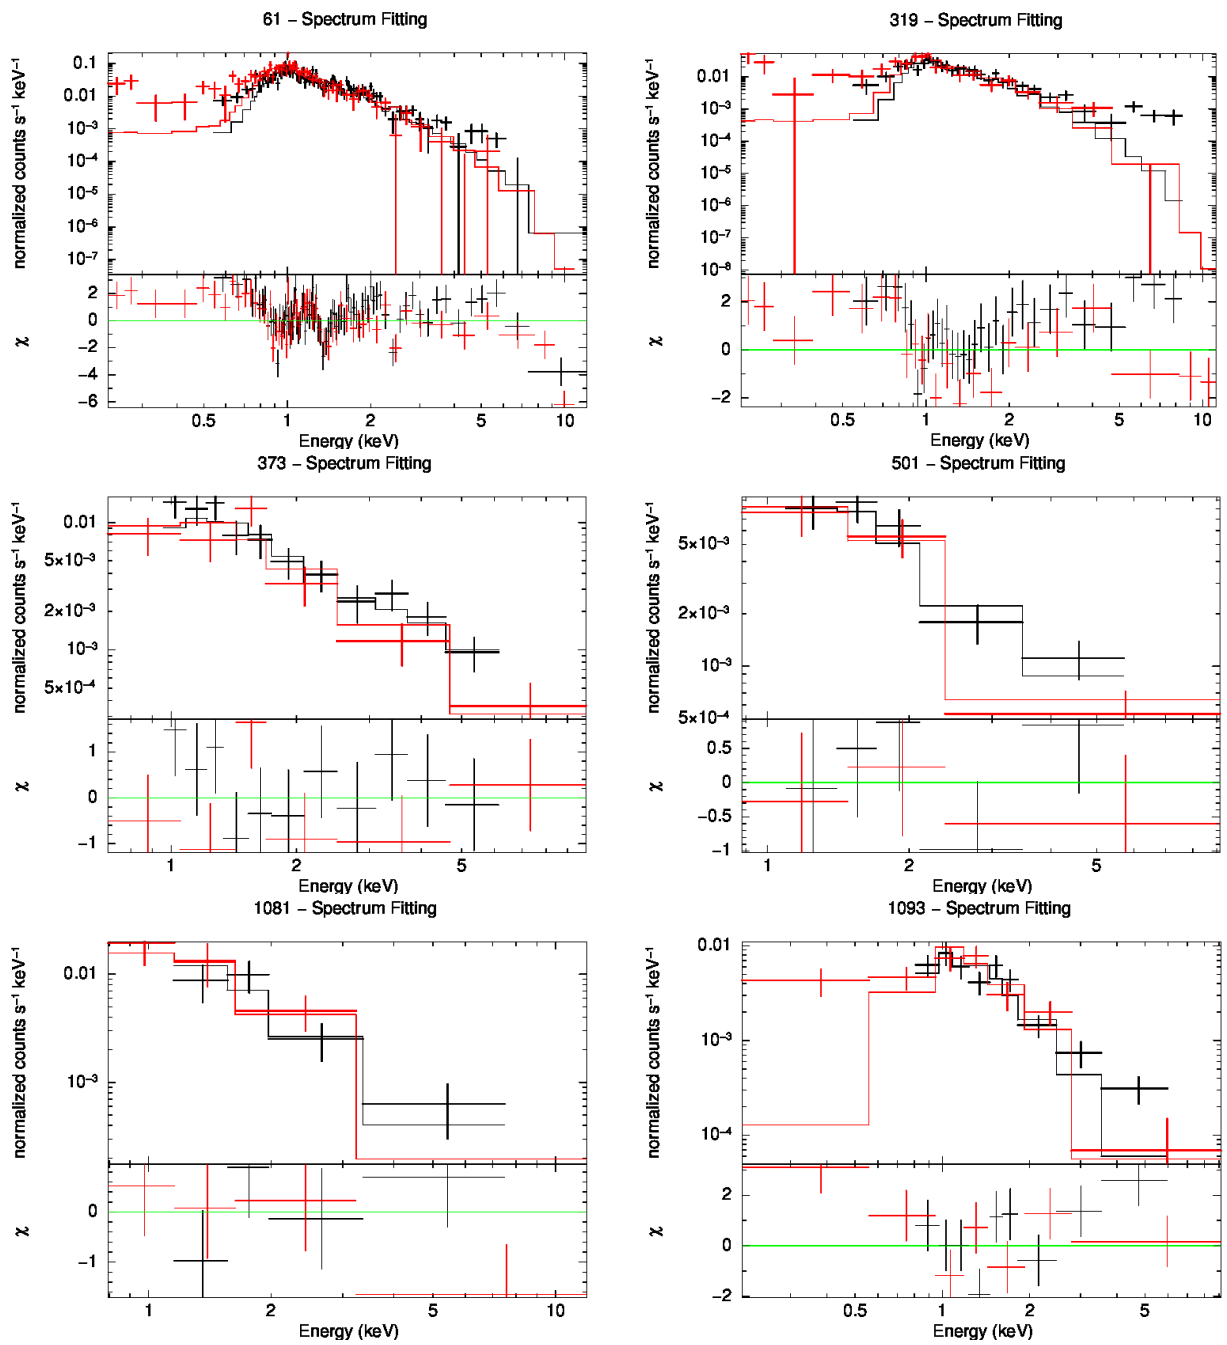 61 – Spectrum Fitting
normalized counts s⁻¹ keV⁻¹
0.1
0.01
10⁻³
10⁻⁴
10⁻⁵
10⁻⁶
10⁻⁷
χ
2
0
−2
−4
−6
0.5 1 2 5 10
Energy (keV)
319 – Spectrum Fitting
normalized counts s⁻¹ keV⁻¹
0.01
10⁻³
10⁻⁴
10⁻⁵
10⁻⁶
10⁻⁷
10⁻⁸
χ
2
0
−2
0.5 1 2 5 10
Energy (keV)
373 – Spectrum Fitting
normalized counts s⁻¹ keV⁻¹
0.01
5×10⁻³
2×10⁻³
10⁻³
5×10⁻⁴
χ
1
0
−1
1 2 5
Energy (keV)
501 – Spectrum Fitting
normalized counts s⁻¹ keV⁻¹
5×10⁻³
2×10⁻³
10⁻³
5×10⁻⁴
χ
0.5
0
−0.5
−1
1 2 5
Energy (keV)
1081 – Spectrum Fitting
normalized counts s⁻¹ keV⁻¹
0.01
10⁻³
χ
0
−1
1 2 5 10
Energy (keV)
1093 – Spectrum Fitting
normalized counts s⁻¹ keV⁻¹
0.01
10⁻³
10⁻⁴
χ
2
0
−2
0.5 1 2 5
Energy (keV)